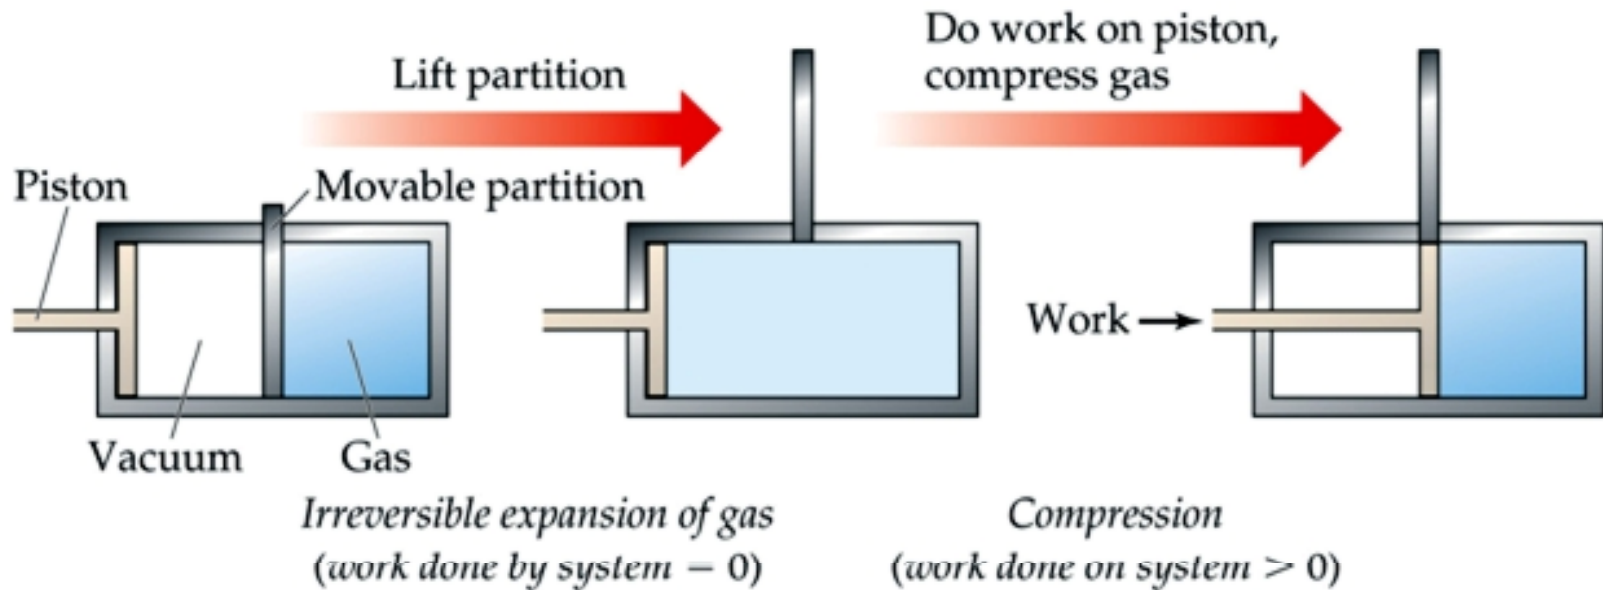 Lift partition
Do work on piston,
compress gas
Piston
Movable partition
Work
Vacuum
Gas
Irreversible expansion of gas
(work done by system = 0)
Compression
(work done on system > 0)